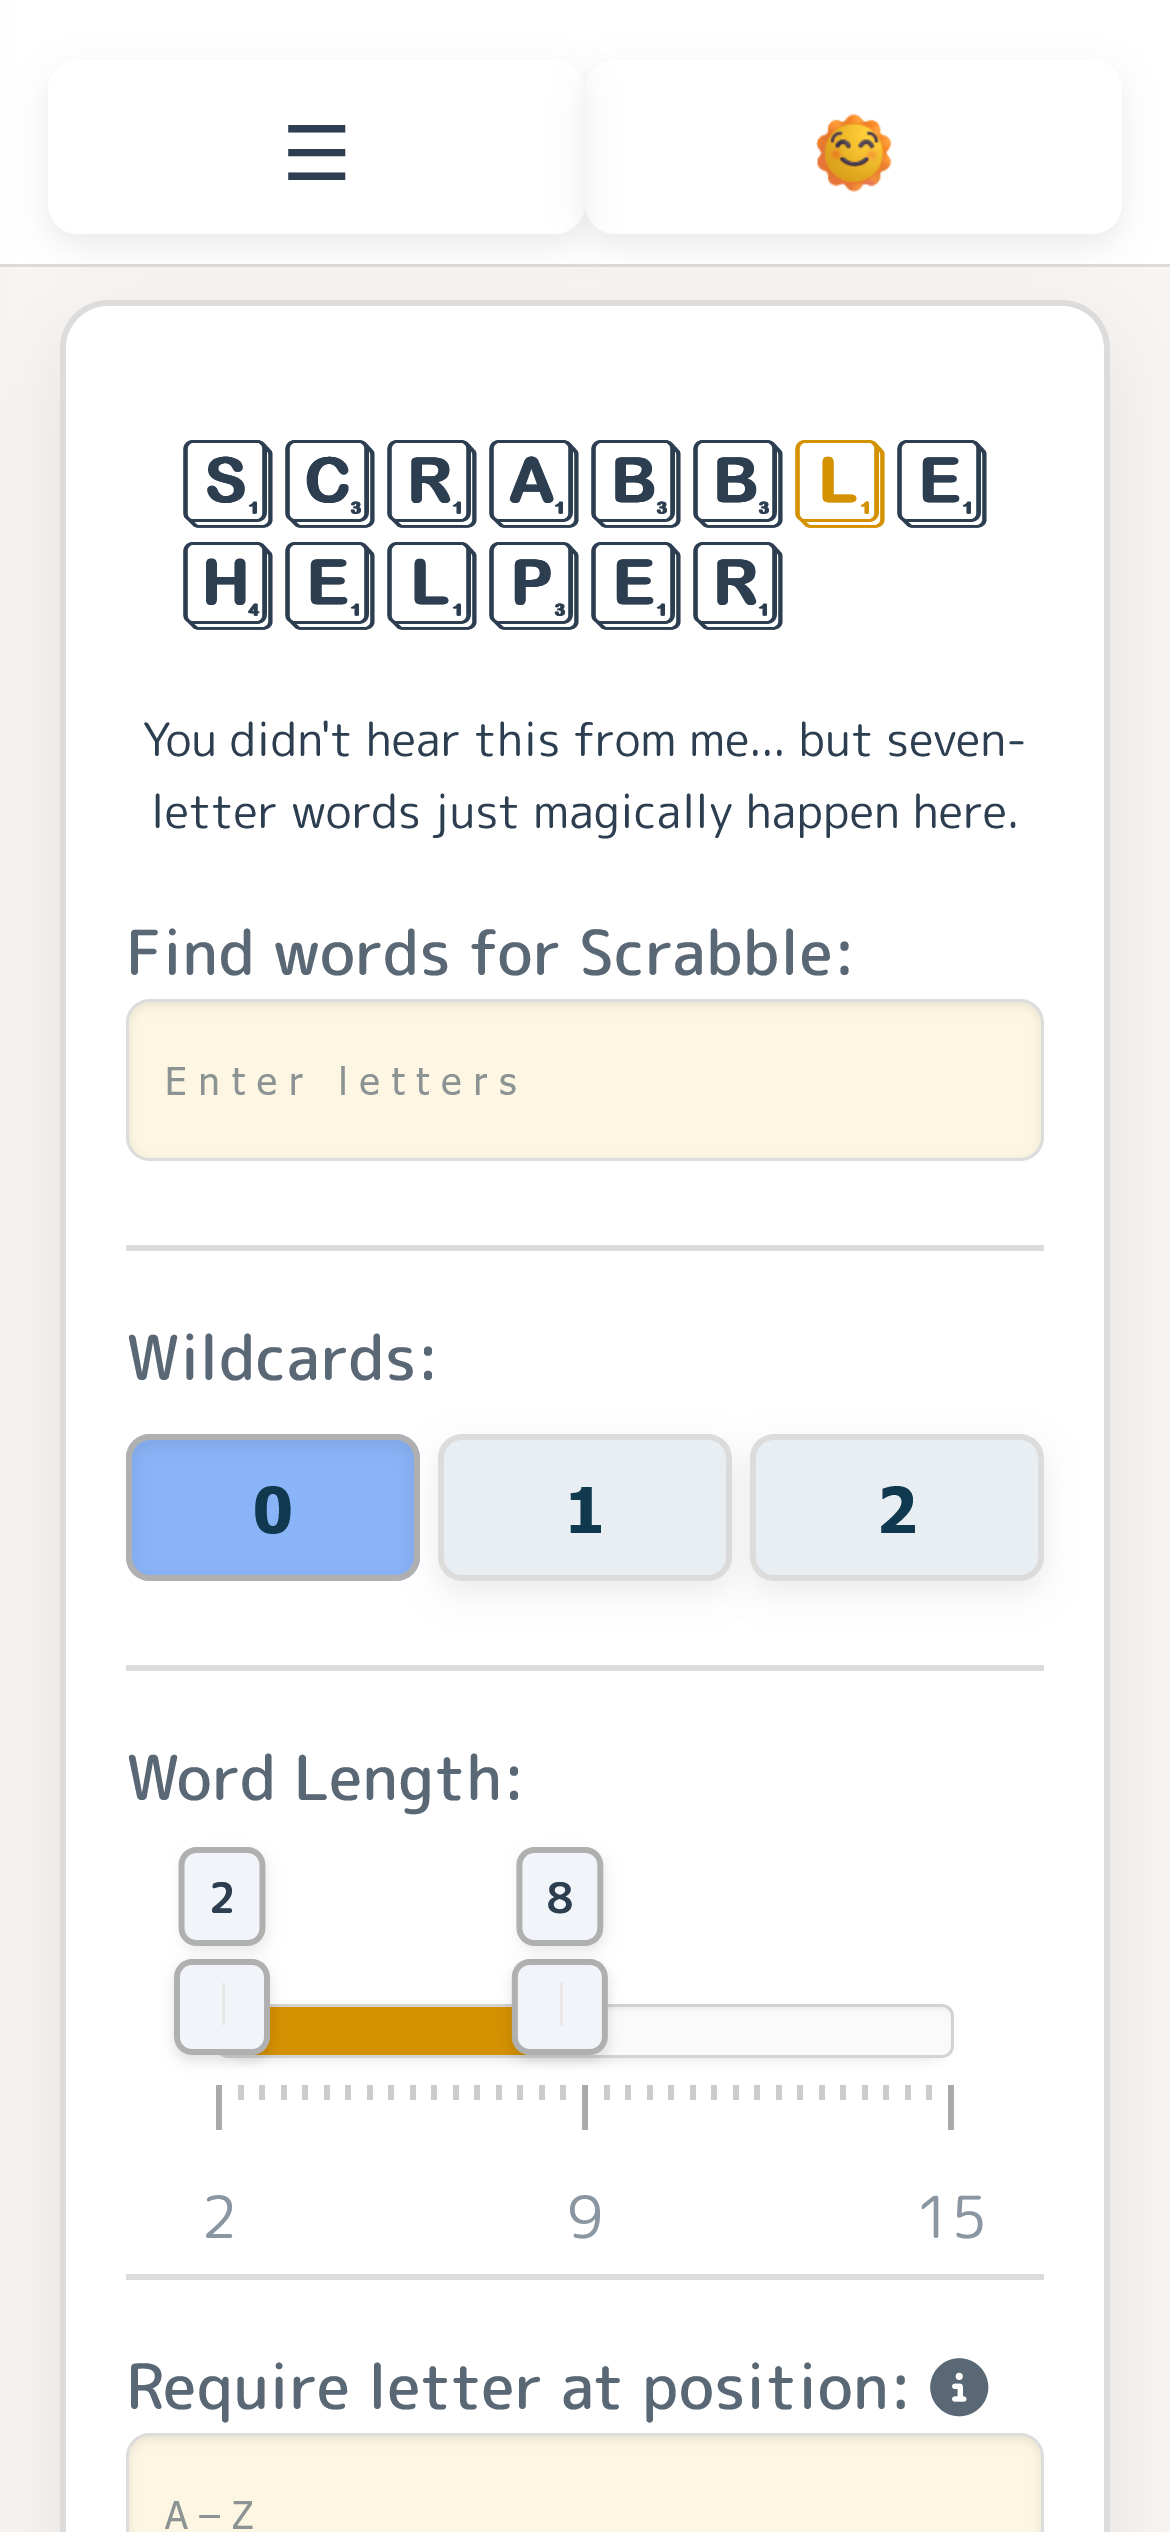 ☰
S1 C3 R1 A1 B3 B3 L1 E1
H4 E1 L1 P3 E1 R1
You didn't hear this from me... but seven-
letter words just magically happen here.
Find words for Scrabble:
Enter letters
Wildcards:
0 1 2
Word Length:
2 8
2 9 15
Require letter at position: i
A–Z